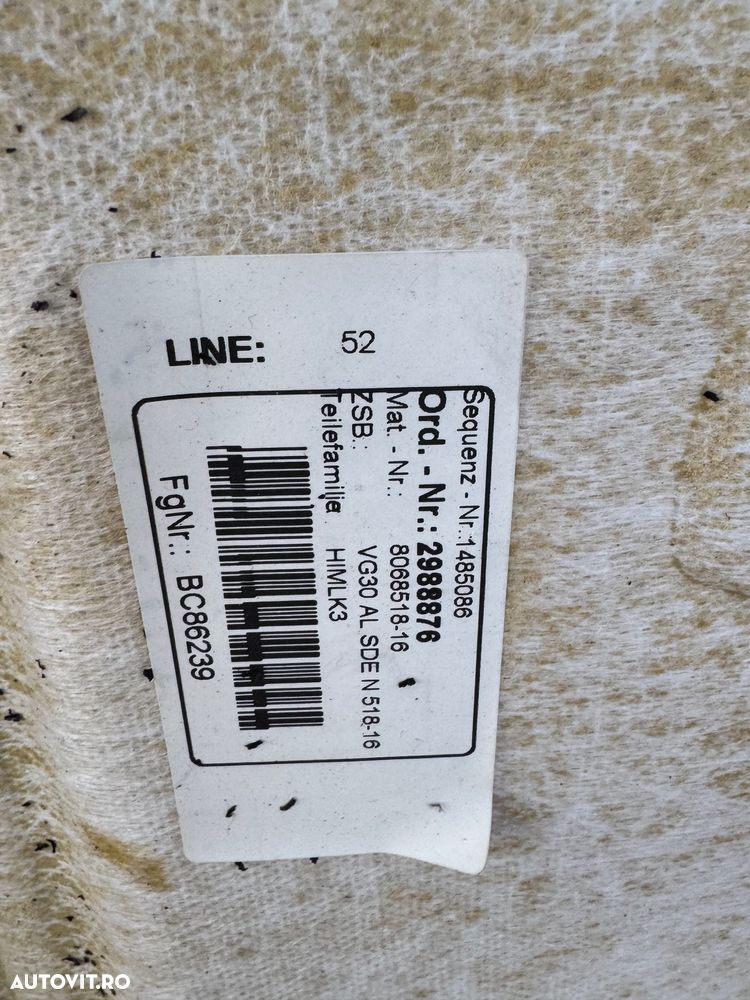 LINE: 52
Sequenz - Nr.:1485086
Ord. - Nr.: 2988876
Mat. - Nr.: 8068518-16
ZSB.: VG30 AL SDE N 518-16
Teilefamilie HIMLK3
FgNr.: BC86239
AUTOVIT.RO